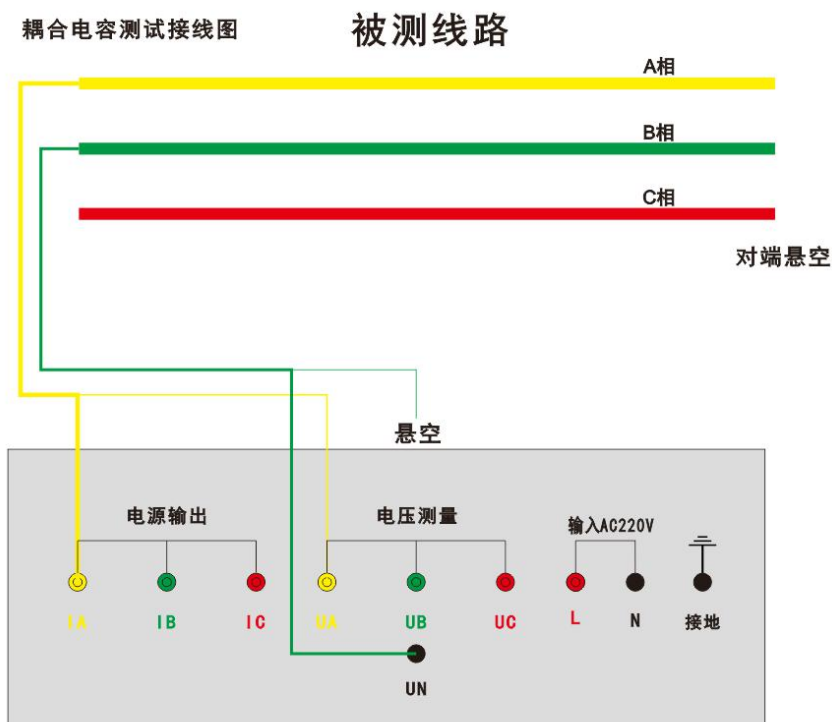 耦合电容测试接线图
被测线路
A相
B相
C相
对端悬空
悬空
电源输出 电压测量 输入AC220V
IA IB IC UA UB UC L N 接地
UN